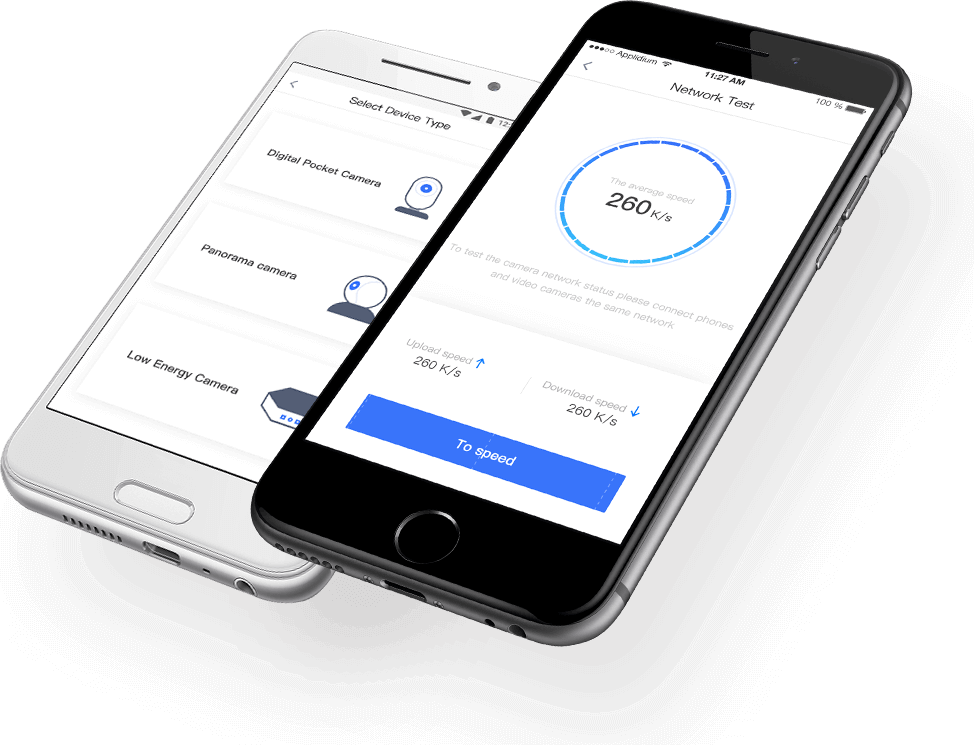 Select Device Type
Digital Pocket Camera
Panorama camera
Low Energy Camera
Applidium
11:27 AM
100 %
Network Test
The average speed
260 K/s
To test the camera network status please connect phones
and video cameras the same network
Upload speed
260 K/s
Download speed
260 K/s
To speed